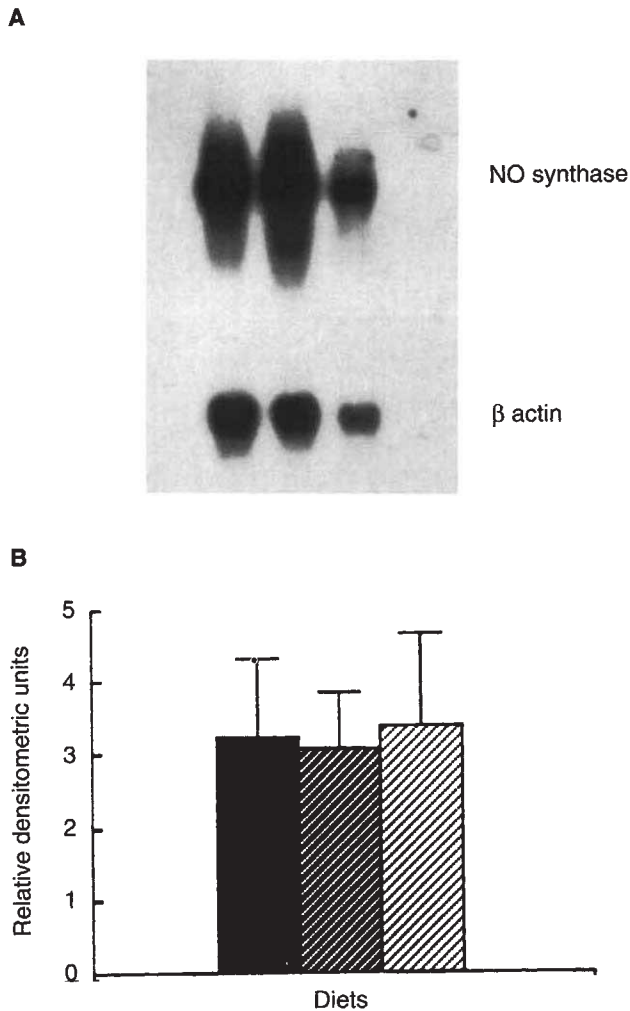 A
NO synthase
β actin
B
Relative densitometric units
5
4
3
2
1
0
Diets